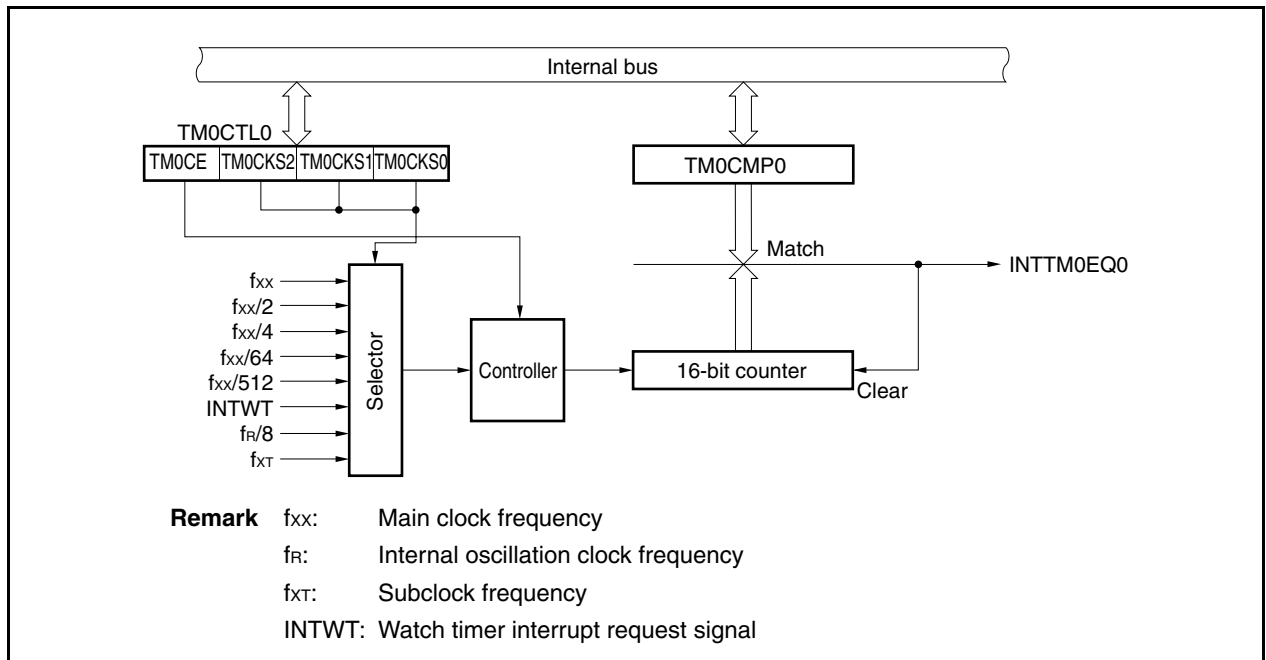 Internal bus
TM0CTL0
TM0CE TM0CKS2 TM0CKS1 TM0CKS0
TM0CMP0
Match
INTTM0EQ0
fXX
fXX/2
fXX/4
fXX/64
fXX/512
INTWT
fR/8
fXT
Selector
Controller
16-bit counter
Clear
Remark fXX: Main clock frequency
fR: Internal oscillation clock frequency
fXT: Subclock frequency
INTWT: Watch timer interrupt request signal